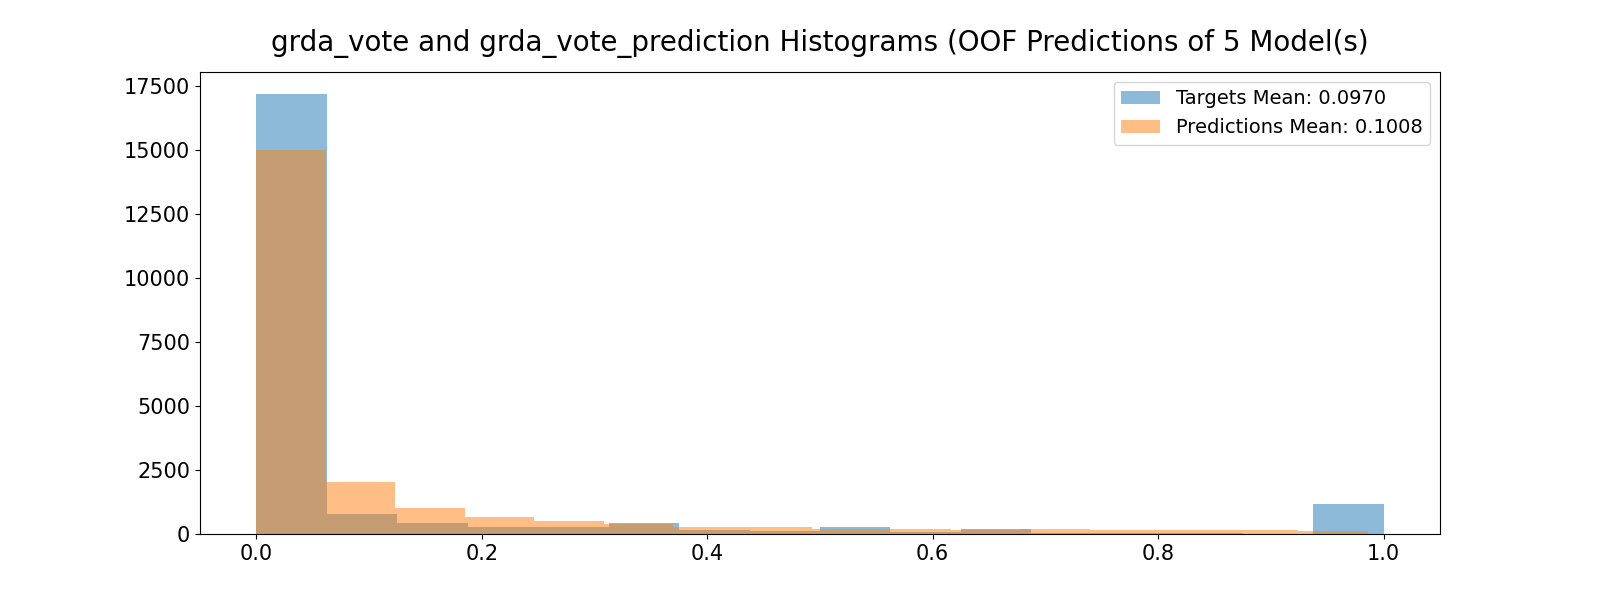 grda_vote and grda_vote_prediction Histograms (OOF Predictions of 5 Model(s)
Targets Mean: 0.0970
Predictions Mean: 0.1008
17500
15000
12500
10000
7500
5000
2500
0
0.0 0.2 0.4 0.6 0.8 1.0